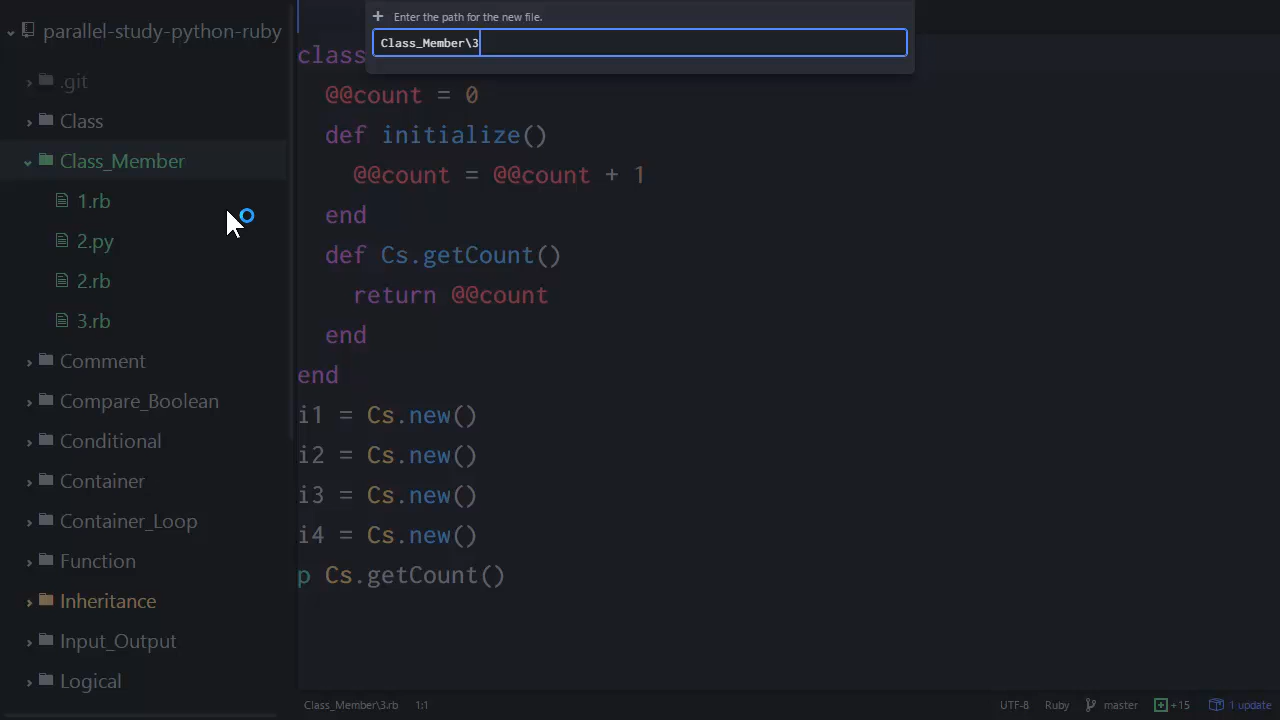 parallel-study-python-ruby
.git
Class
Class_Member
1.rb
2.py
2.rb
3.rb
Comment
Compare_Boolean
Conditional
Container
Container_Loop
Function
Inheritance
Input_Output
Logical
Enter the path for the new file.
Class_Member\3
class
@@count = 0
def initialize()
@@count = @@count + 1
end
def Cs.getCount()
return @@count
end
end
i1 = Cs.new()
i2 = Cs.new()
i3 = Cs.new()
i4 = Cs.new()
p Cs.getCount()
Class_Member\3.rb 1:1 UTF-8 Ruby master +15 1 update